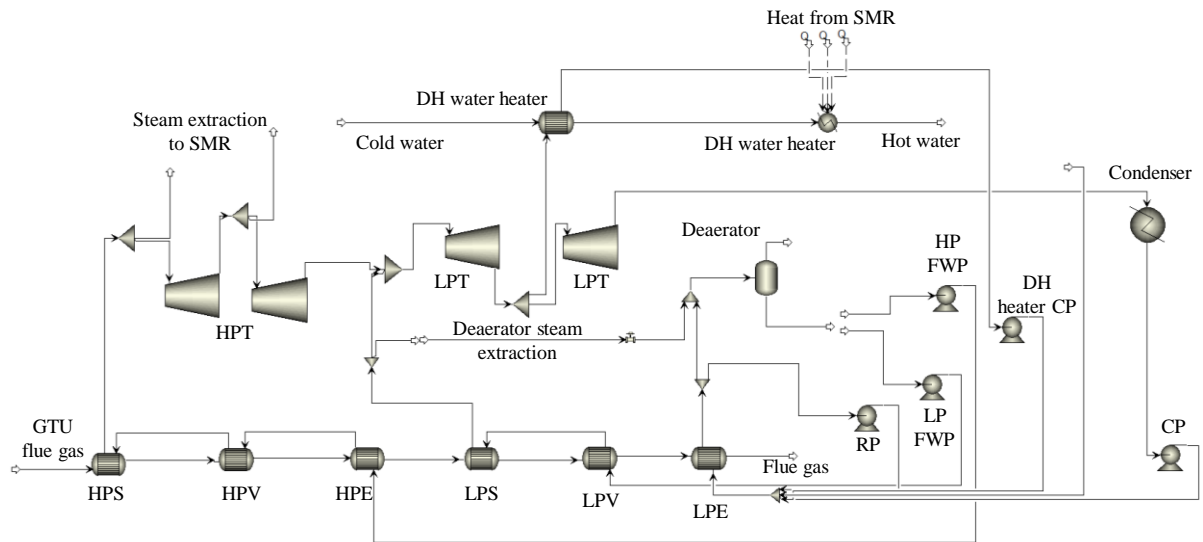 Heat from SMR
Q Q Q
DH water heater
Steam extraction
to SMR
Cold water
DH water heater
Hot water
Condenser
Deaerator
HP
FWP
LPT
LPT
DH
heater CP
HPT
Deaerator steam
extraction
GTU
flue gas
LP
FWP
CP
RP
Flue gas
HPS
HPV
HPE
LPS
LPV
LPE